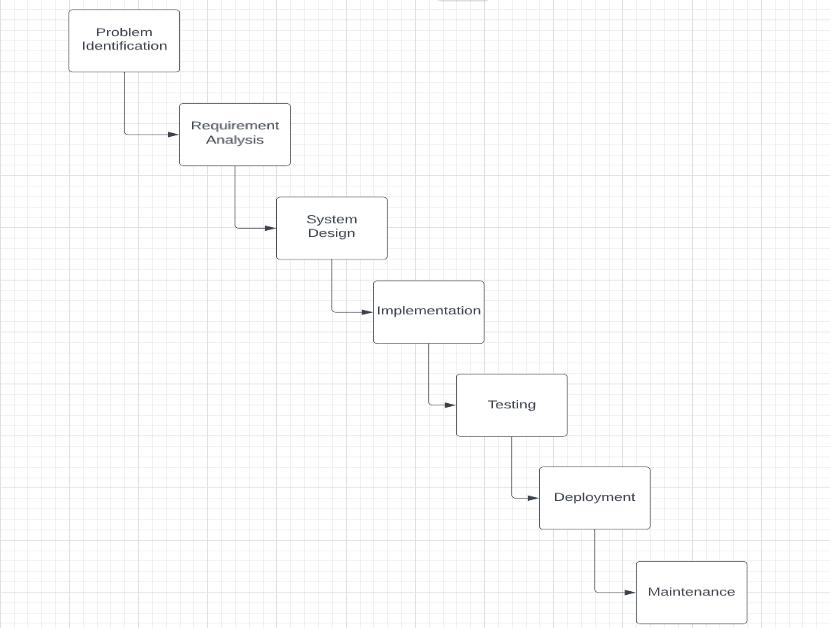 Problem
Identification
Requirement
Analysis
System
Design
Implementation
Testing
Deployment
Maintenance